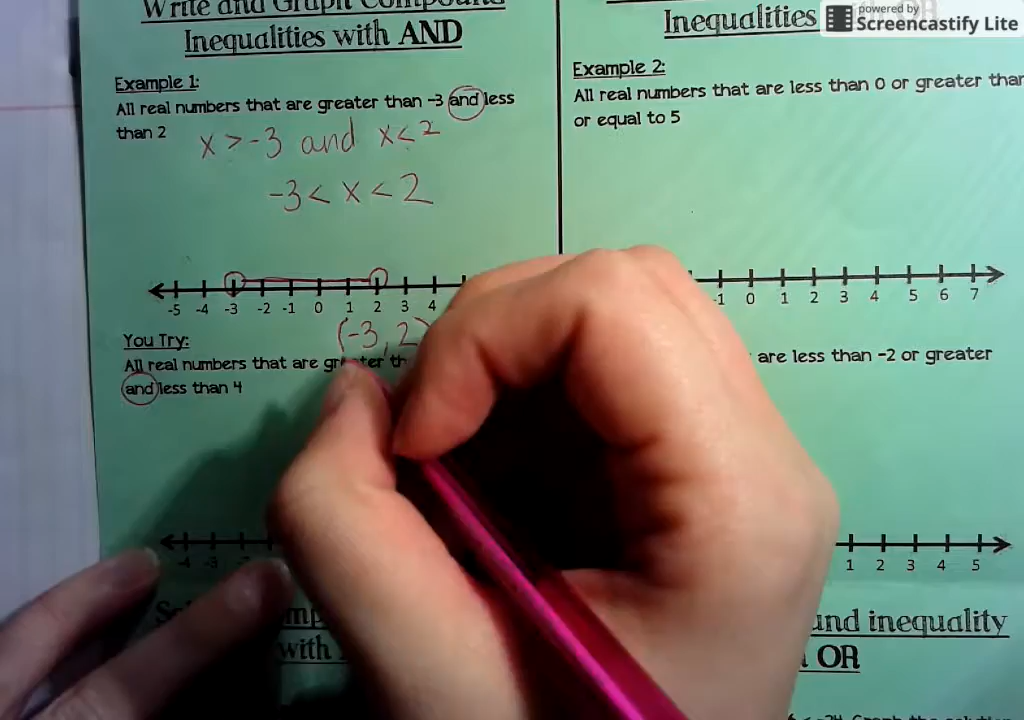 Write and Graph Compound
Inequalities with AND
Example 1:
All real numbers that are greater than -3 and less
than 2
x > -3 and x < 2
-3 < x < 2
-5 -4 -3 -2 -1 0 1 2 3 4
(-3, 2)
You Try:
All real numbers that are greater
and less than 4
-4 -3
with
Inequalities
powered by
Screencastify Lite
Example 2:
All real numbers that are less than 0 or greater than
or equal to 5
-1 0 1 2 3 4 5 6 7
are less than -2 or greater
1 2 3 4 5
inequality
OR